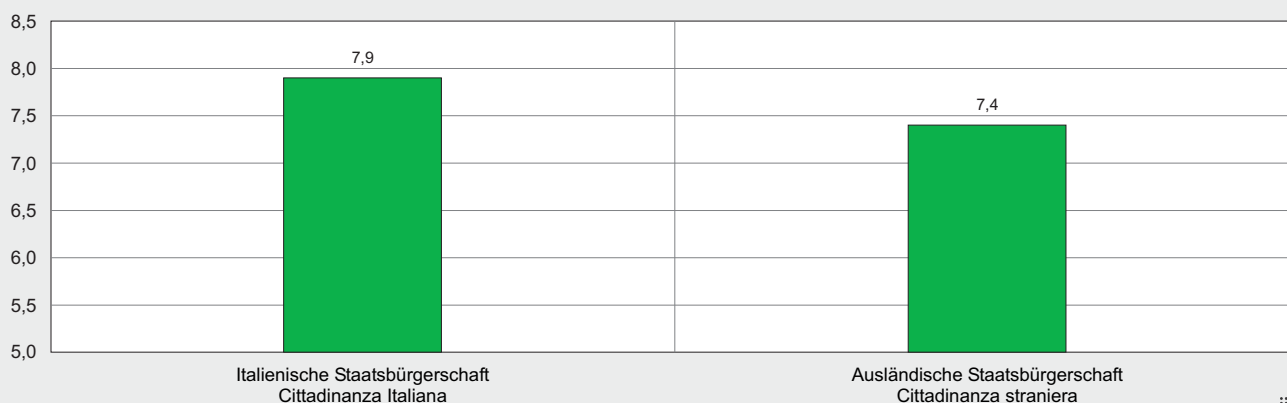 8,5
8,0
7,5
7,0
6,5
6,0
5,5
5,0
7,9
7,4
Italienische Staatsbürgerschaft
Cittadinanza Italiana
Ausländische Staatsbürgerschaft
Cittadinanza straniera